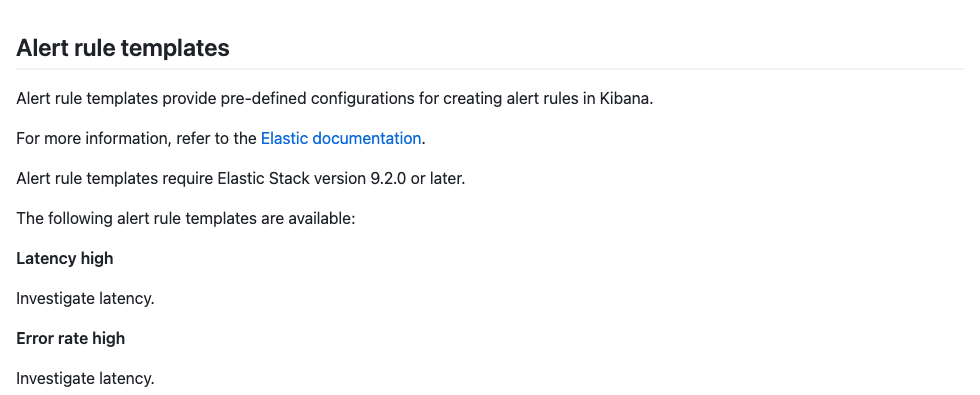 Alert rule templates
Alert rule templates provide pre-defined configurations for creating alert rules in Kibana.
For more information, refer to the Elastic documentation.
Alert rule templates require Elastic Stack version 9.2.0 or later.
The following alert rule templates are available:
Latency high
Investigate latency.
Error rate high
Investigate latency.